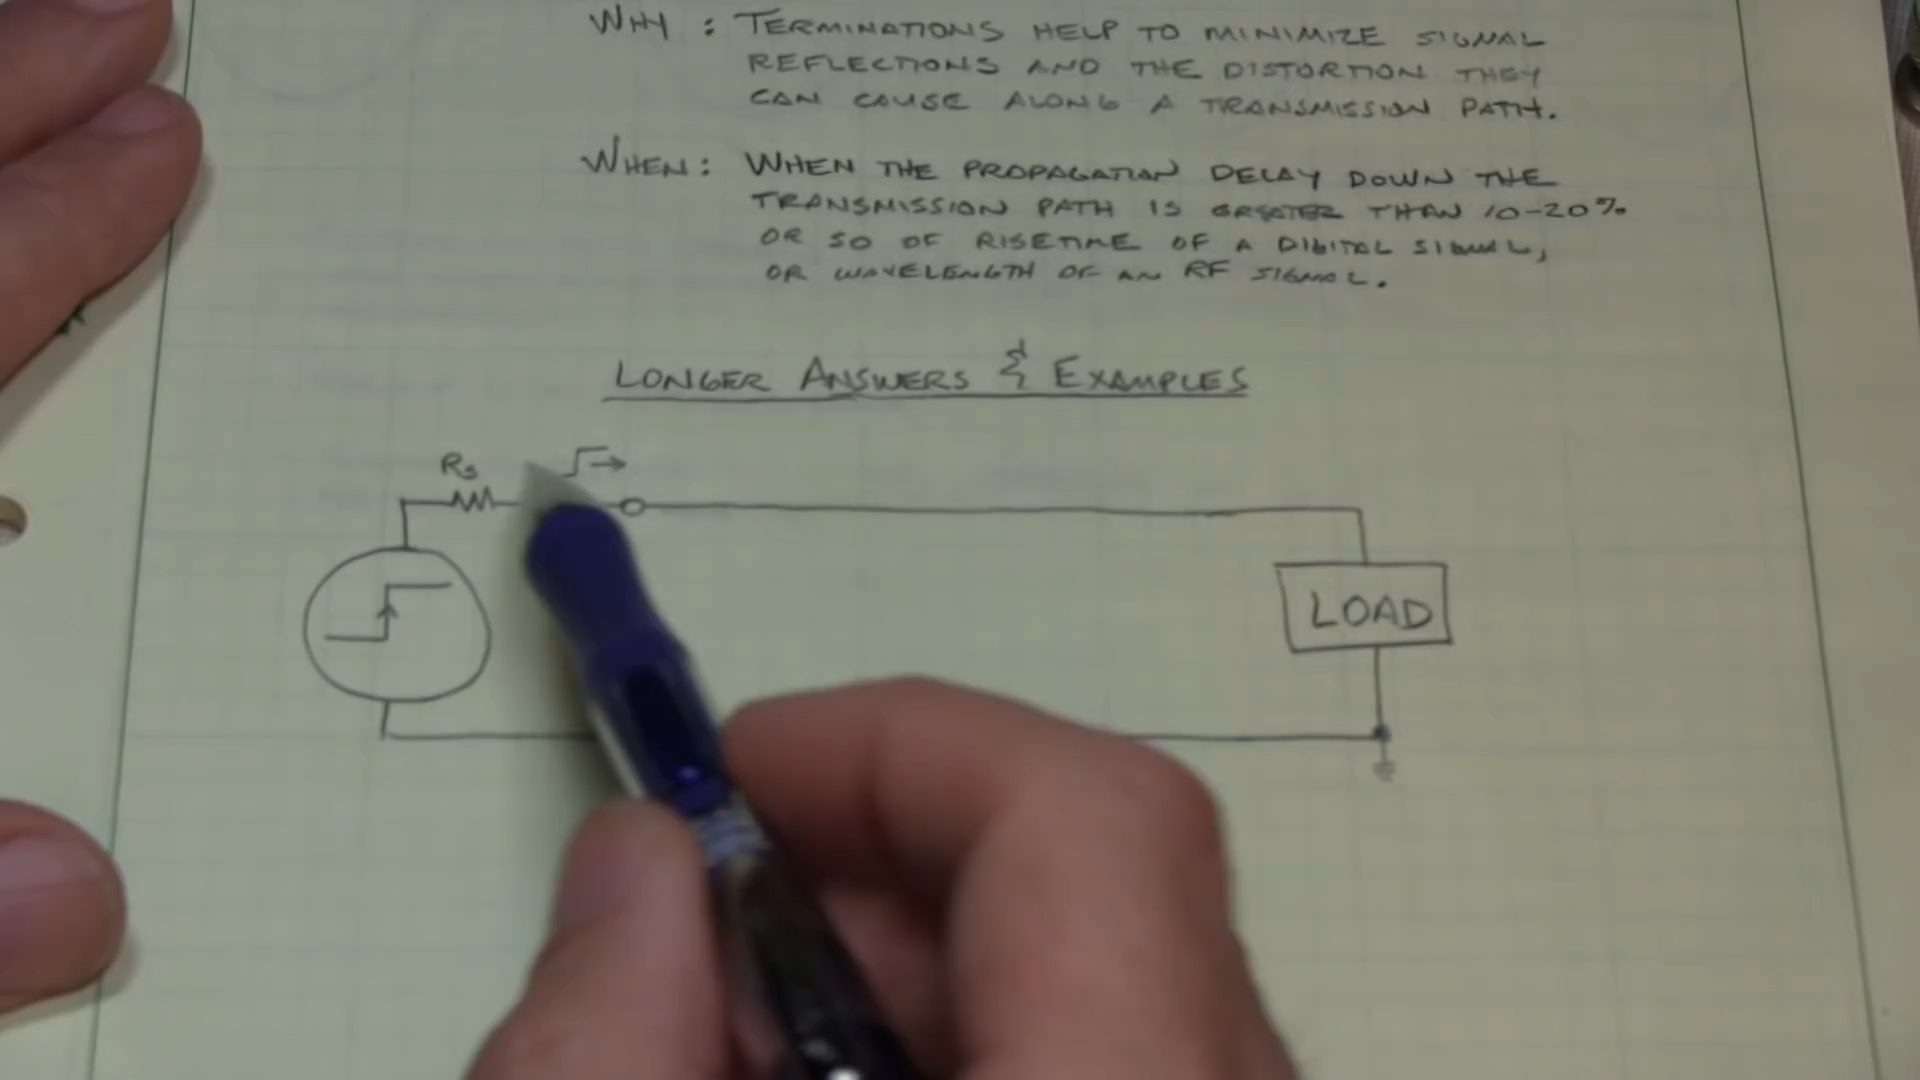 WHY : TERMINATIONS HELP TO MINIMIZE SIGNAL
REFLECTIONS AND THE DISTORTION THEY
CAN CAUSE ALONG A TRANSMISSION PATH.
WHEN: WHEN THE PROPAGATION DELAY DOWN THE
TRANSMISSION PATH IS GREATER THAN 10-20%
OR SO OF RISETIME OF A DIGITAL SIGNAL,
OR WAVELENGTH OF AN RF SIGNAL.
LONGER ANSWERS & EXAMPLES
Rs
LOAD